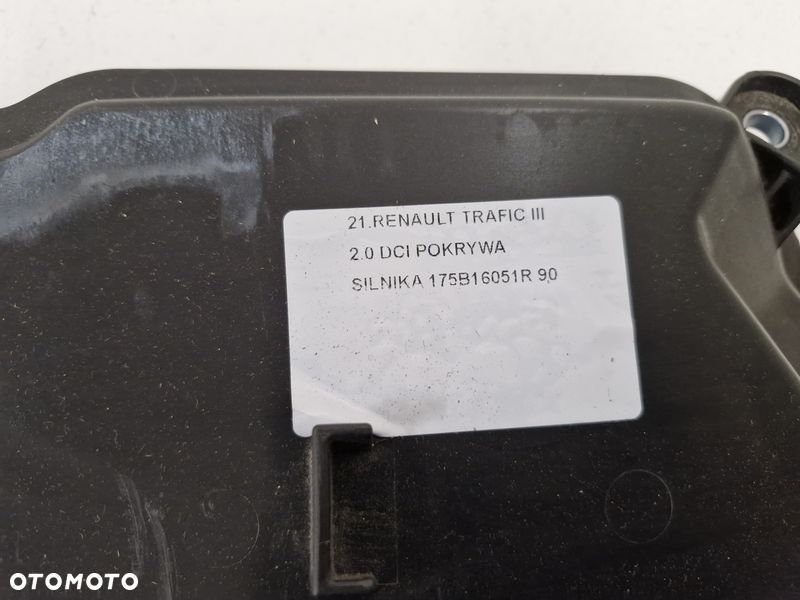 21.RENAULT TRAFIC III
2.0 DCI POKRYWA
SILNIKA 175B16051R 90
OTOMOTO